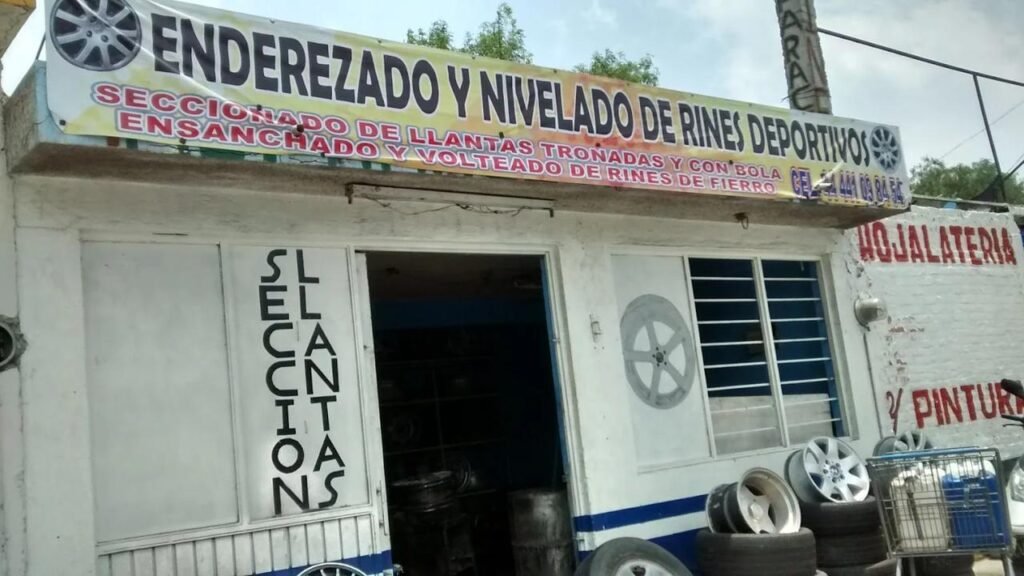 ENDEREZADO Y NIVELADO DE RINES DEPORTIVOS
SECCIONADO DE LLANTAS TRONADAS Y CON BOLA
ENSANCHADO Y VOLTEADO DE RINES DE FIERRO
CEL.
SECCION
LLANTAS
HOJALATERIA
Y PINTURA